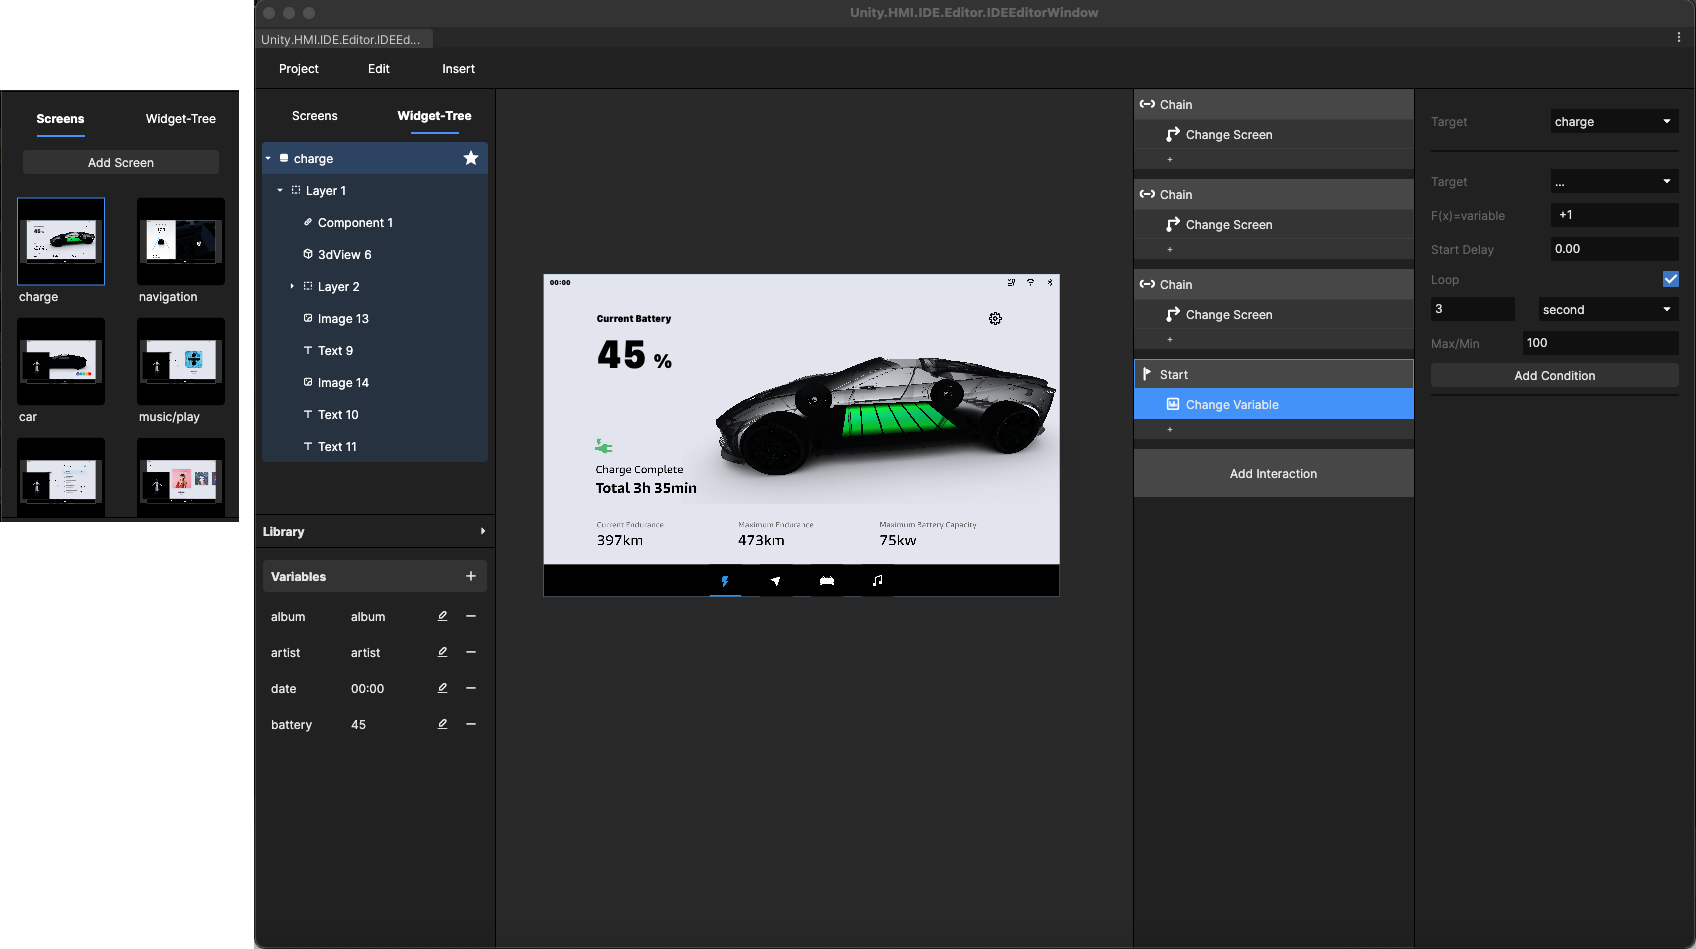 Screens Widget-Tree
Add Screen
charge navigation
car music/play
Unity.HMI.IDE.Editor.IDEEditorWindow
Unity.HMI.IDE.Editor.IDEEd...
Project Edit Insert
Screens Widget-Tree
charge
Layer 1
Component 1
3dView 6
Layer 2
Image 13
Text 9
Image 14
Text 10
Text 11
Library
Variables +
album album
artist artist
date 00:00
battery 45
00:00
Current Battery
45 %
Charge Complete
Total 3h 35min
Current Endurance Maximum Endurance Maximum Battery Capacity
397km 473km 75kw
Chain
Change Screen
+
Chain
Change Screen
+
Chain
Change Screen
+
Start
Change Variable
+
Add Interaction
Target charge
Target ...
F(x)=variable +1
Start Delay 0.00
Loop
3 second
Max/Min 100
Add Condition